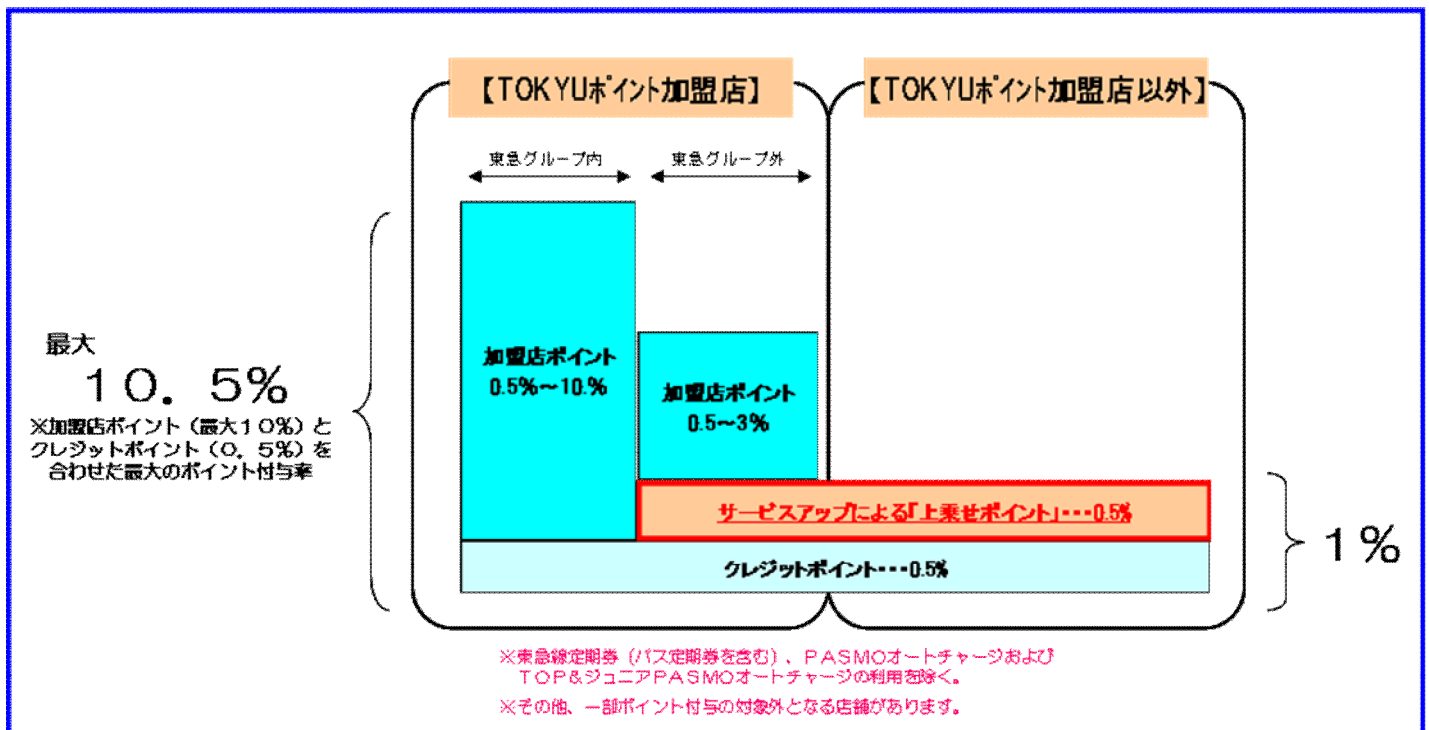 【TOKYUポイント加盟店】
【TOKYUポイント加盟店以外】
東急グループ内
東急グループ外
加盟店ポイント
0.5%～10.%
加盟店ポイント
0.5～3%
最大
10．5%
※加盟店ポイント（最大10%）と
クレジットポイント（0．5%）を
合わせた最大のポイント付与率
サービスアップによる「上乗せポイント」･･･0.5%
クレジットポイント･･･0.5%
1%
※東急線定期券（バス定期券を含む）、PASMOオートチャージおよび
TOP&ジュニアPASMOオートチャージの利用を除く。
※その他、一部ポイント付与の対象外となる店舗があります。